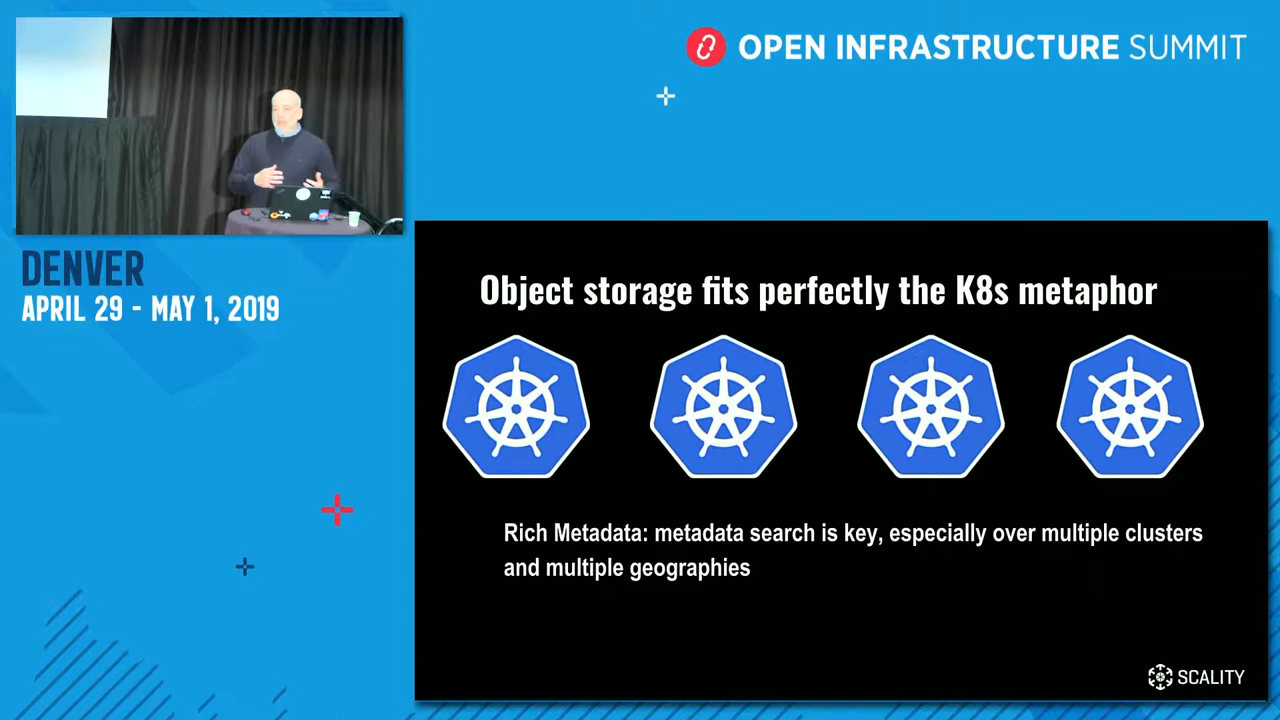 OPEN INFRASTRUCTURE SUMMIT
DENVER
APRIL 29 - MAY 1, 2019
Object storage fits perfectly the K8s metaphor
Rich Metadata: metadata search is key, especially over multiple clusters
and multiple geographies
SCALITY